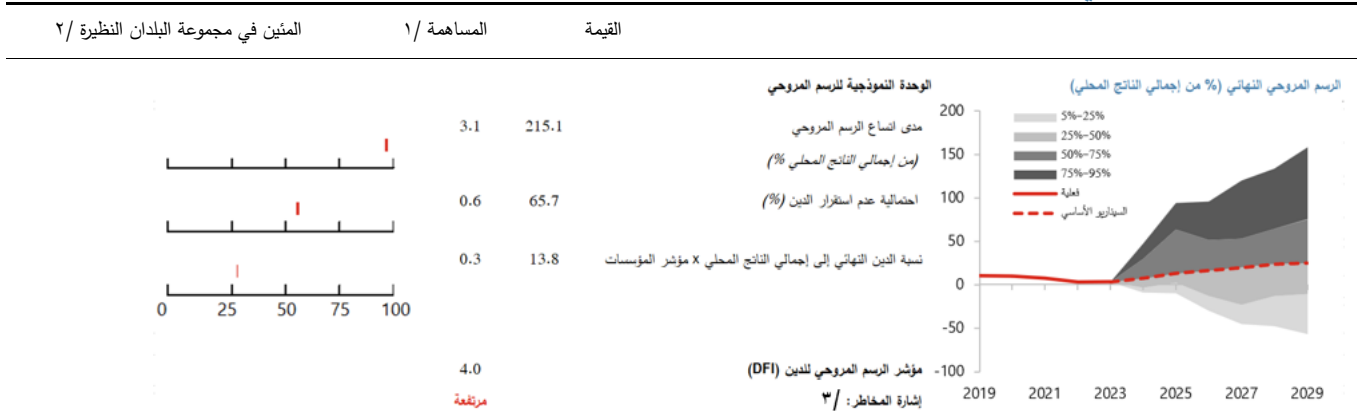 القيمة المساهمة /١ المئين في مجموعة البلدان النظيرة /٢
الرسم المروحي النهائي (% من إجمالي الناتج المحلي)
200
150
100
50
0
-50
-100
5%–25%
25%–50%
50%–75%
75%–95%
فعلية
السيناريو الأساسي
2019 2021 2023 2025 2027 2029
الوحدة النموذجية للرسم المروحي
مدى اتساع الرسم المروحي 215.1 3.1
(من إجمالي الناتج المحلي %)
احتمالية عدم استقرار الدين (%) 65.7 0.6
نسبة الدين النهائي إلى إجمالي الناتج المحلي x مؤشر المؤسسات 13.8 0.3
0 25 50 75 100
مؤشر الرسم المروحي للدين (DFI) 4.0
إشارة المخاطر: /٣ مرتفعة